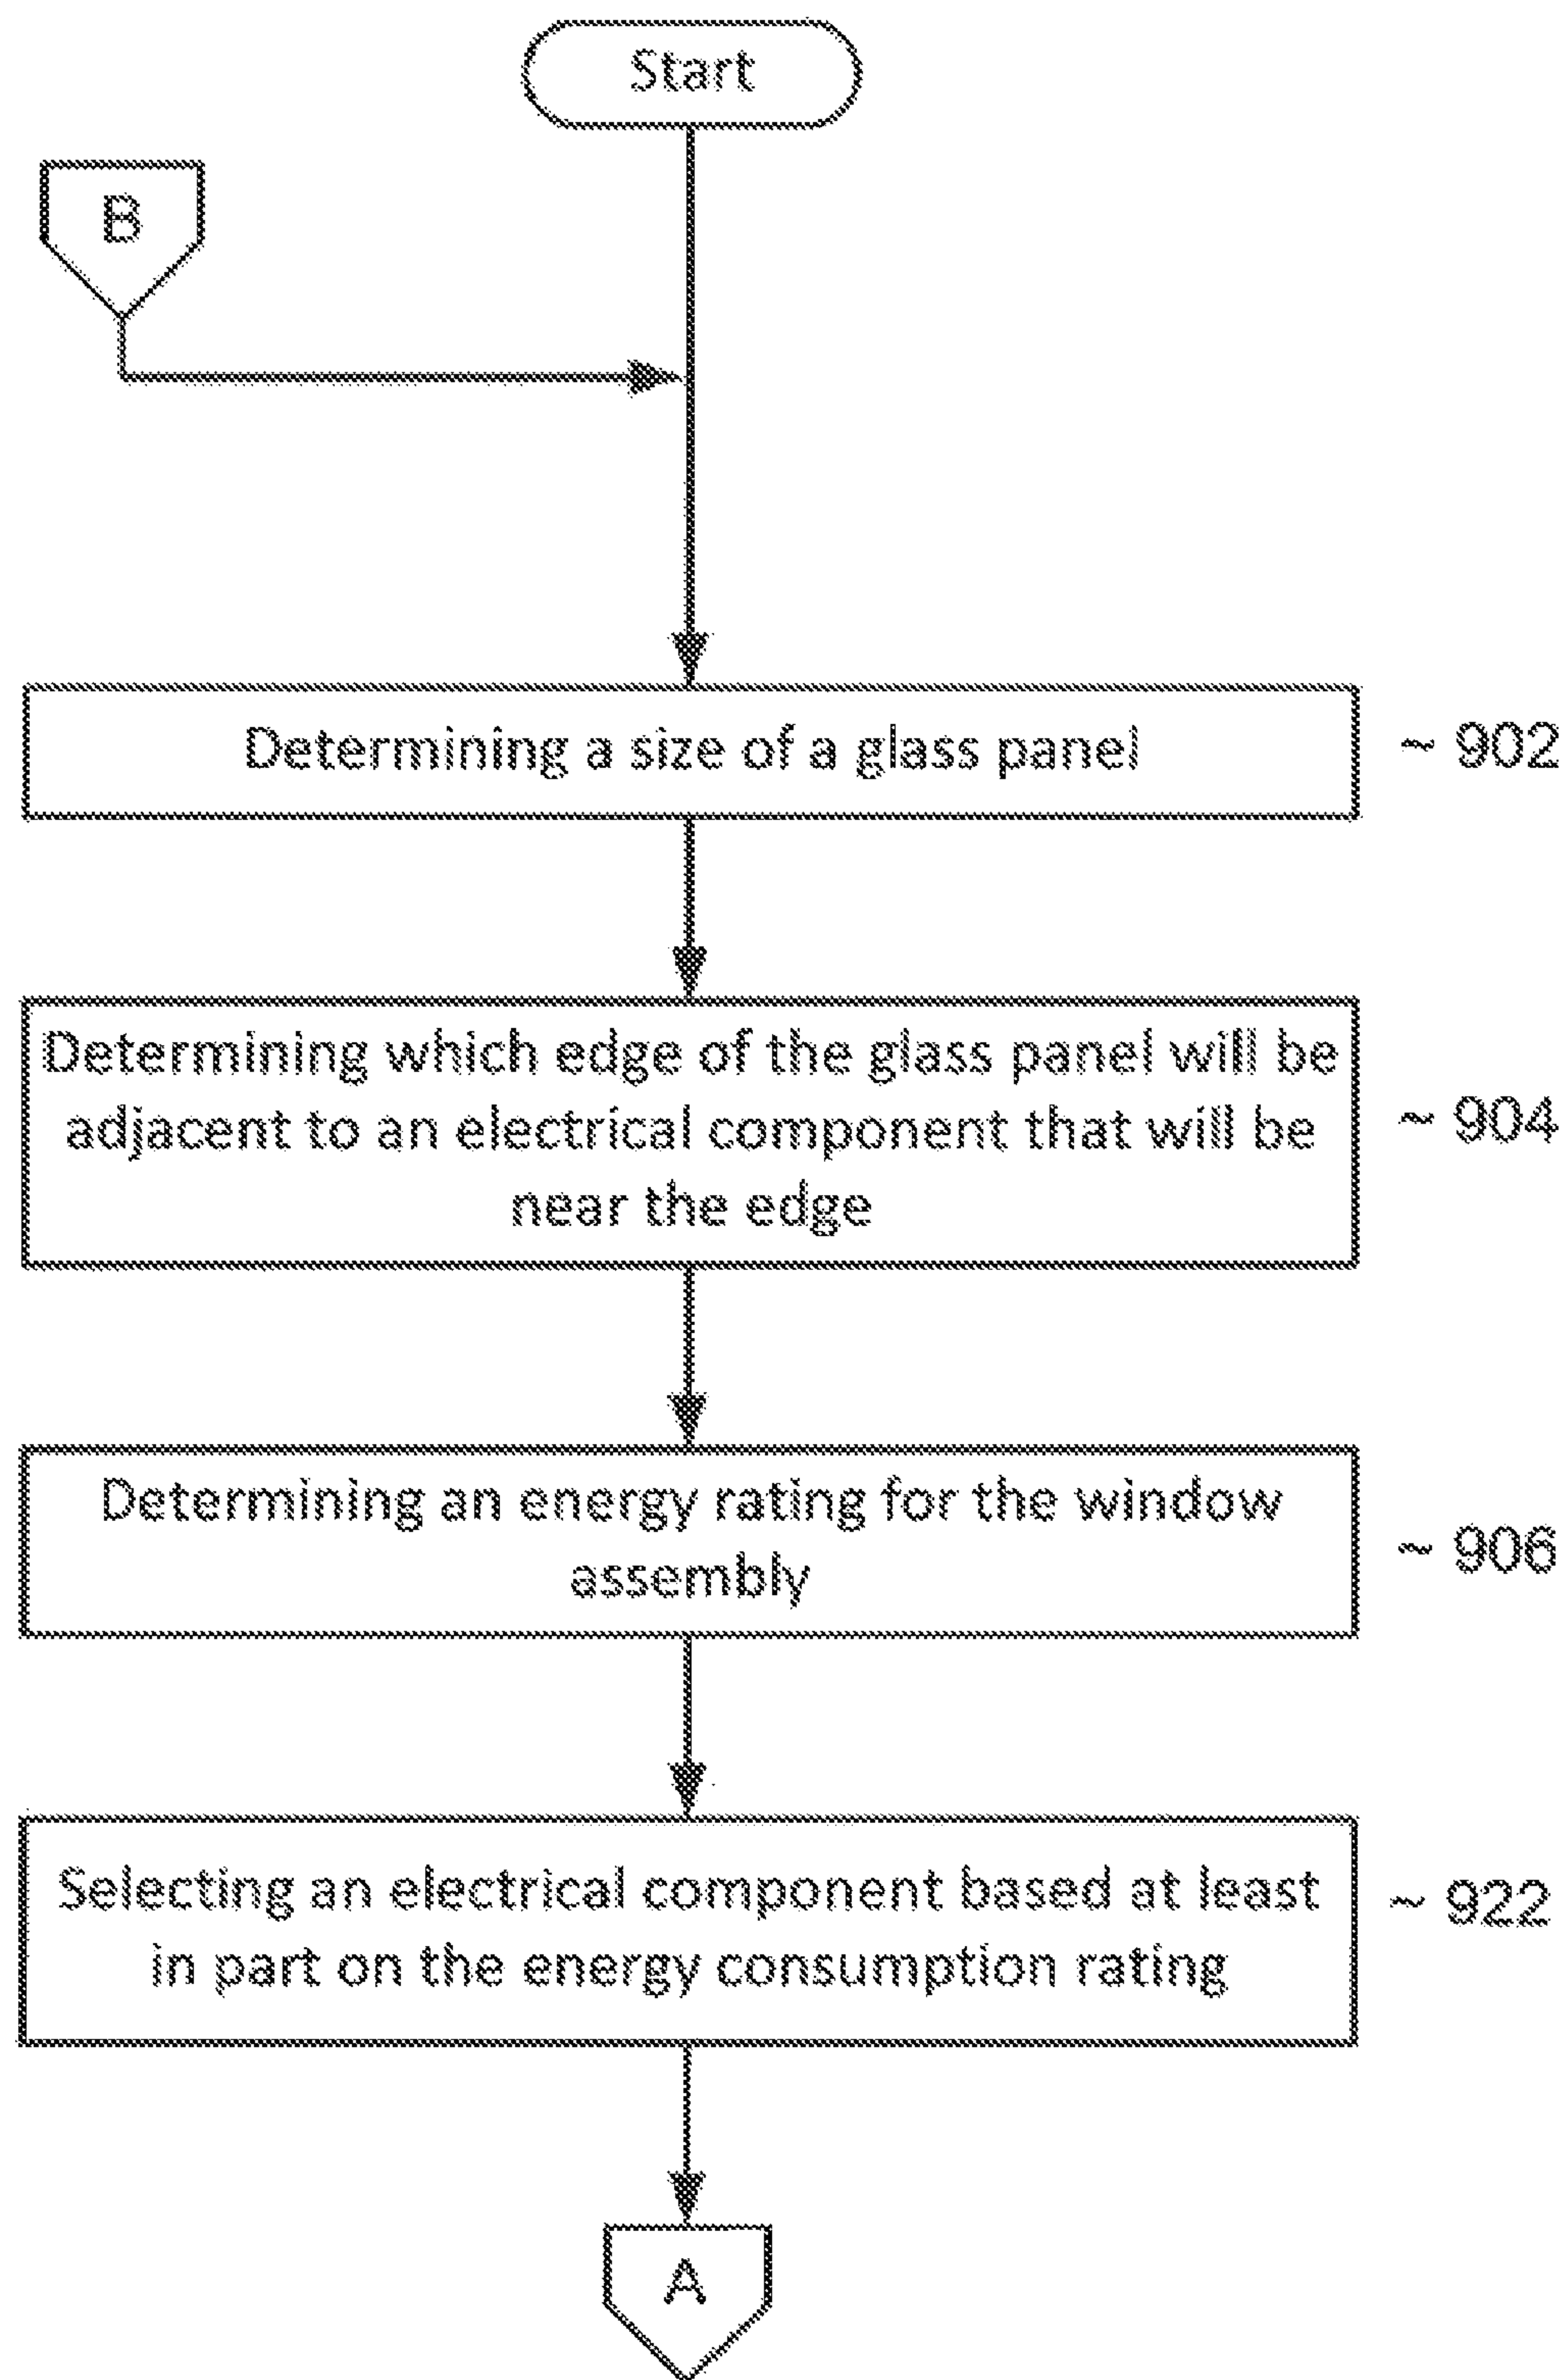 Start
B
Determining a size of a glass panel
~ 902
Determining which edge of the glass panel will be
adjacent to an electrical component that will be
near the edge
~ 904
Determining an energy rating for the window
assembly
~ 906
Selecting an electrical component based at least
in part on the energy consumption rating
~ 922
A